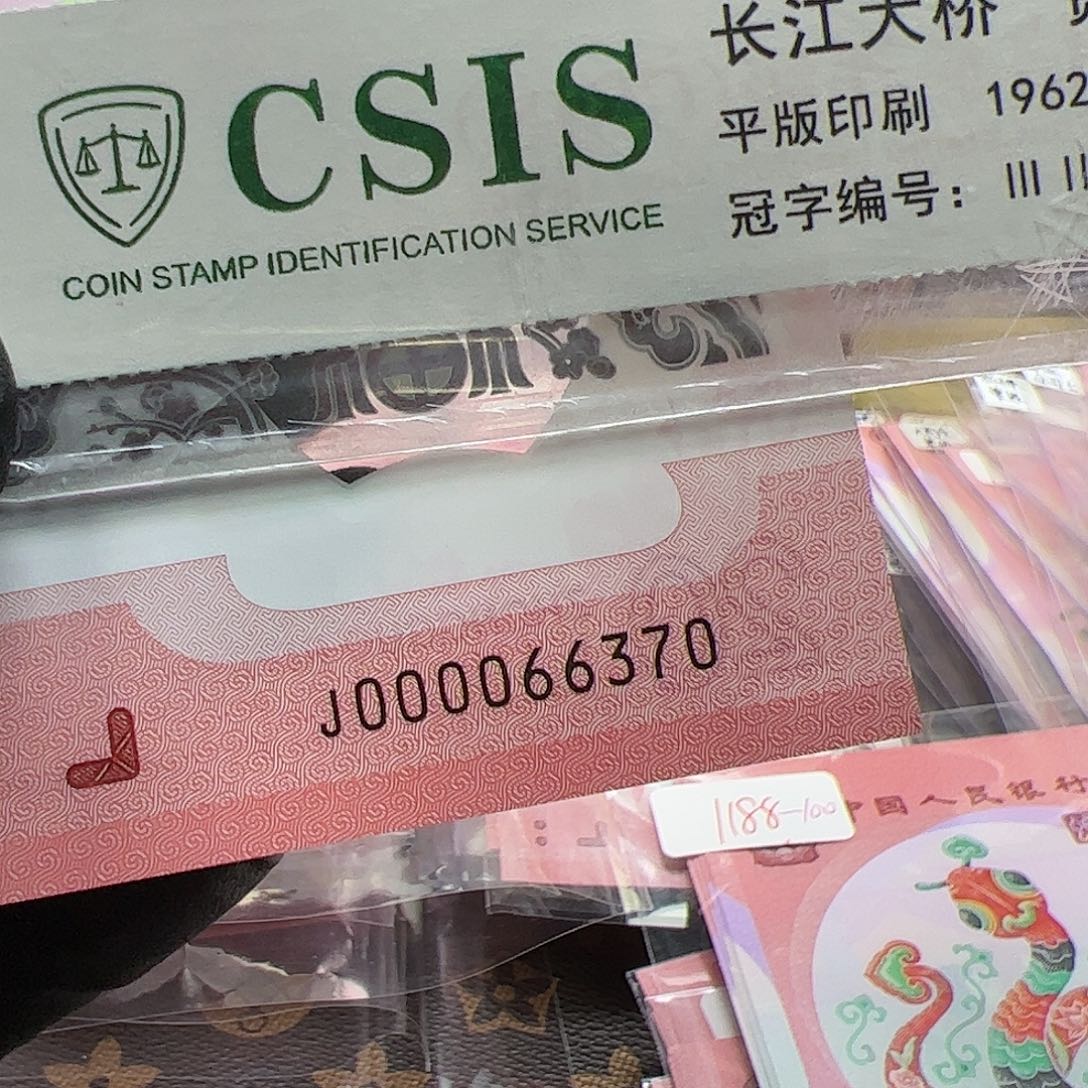 CSIS
COIN STAMP IDENTIFICATION SERVICE
长江大桥
平版印刷 1962
冠字编号: III II
J000066370
1188-100
中国人民银行